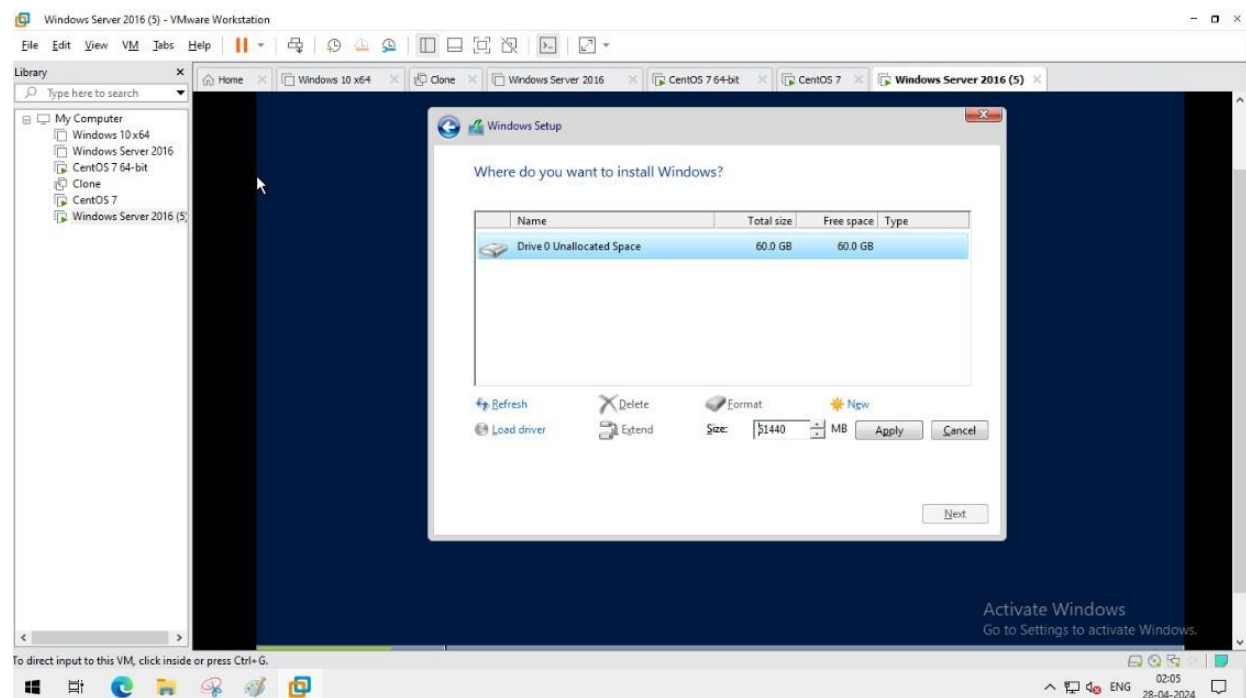 Windows Server 2016 (5) - VMware Workstation
File Edit View VM Tabs Help
Library
Type here to search
My Computer
Windows 10 x64
Windows Server 2016
CentOS 7 64-bit
Clone
CentOS 7
Windows Server 2016 (5)
Home Windows 10 x64 Clone Windows Server 2016 CentOS 7 64-bit CentOS 7 Windows Server 2016 (5)
Windows Setup
Where do you want to install Windows?
Name Total size Free space Type
Drive 0 Unallocated Space 60.0 GB 60.0 GB
Refresh Delete Format New
Load driver Extend Size: 61440 MB Apply Cancel
Next
Activate Windows
Go to Settings to activate Windows.
To direct input to this VM, click inside or press Ctrl+G.
ENG
02:05
28-04-2024